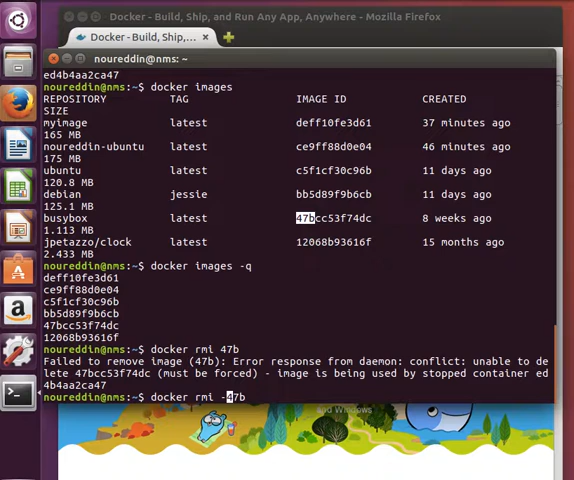 Docker - Build, Ship, and Run Any App, Anywhere - Mozilla Firefox
Docker - Build, Ship,...
noureddin@nms: ~
ed4b4aa2ca47
noureddin@nms:~$ docker images
REPOSITORY TAG IMAGE ID CREATED
SIZE
myimage latest deff10fe3d61 37 minutes ago
165 MB
noureddin-ubuntu latest ce9ff88d0e04 46 minutes ago
175 MB
ubuntu latest c5f1cf30c96b 11 days ago
120.8 MB
debian jessie bb5d89f9b6cb 11 days ago
125.1 MB
busybox latest 47bcc53f74dc 8 weeks ago
1.113 MB
jpetazzo/clock latest 12068b93616f 15 months ago
2.433 MB
noureddin@nms:~$ docker images -q
deff10fe3d61
ce9ff88d0e04
c5f1cf30c96b
bb5d89f9b6cb
47bcc53f74dc
12068b93616f
noureddin@nms:~$ docker rmi 47b
Failed to remove image (47b): Error response from daemon: conflict: unable to de
lete 47bcc53f74dc (must be forced) - image is being used by stopped container ed
4b4aa2ca47
noureddin@nms:~$ docker rmi -47b
and Windows